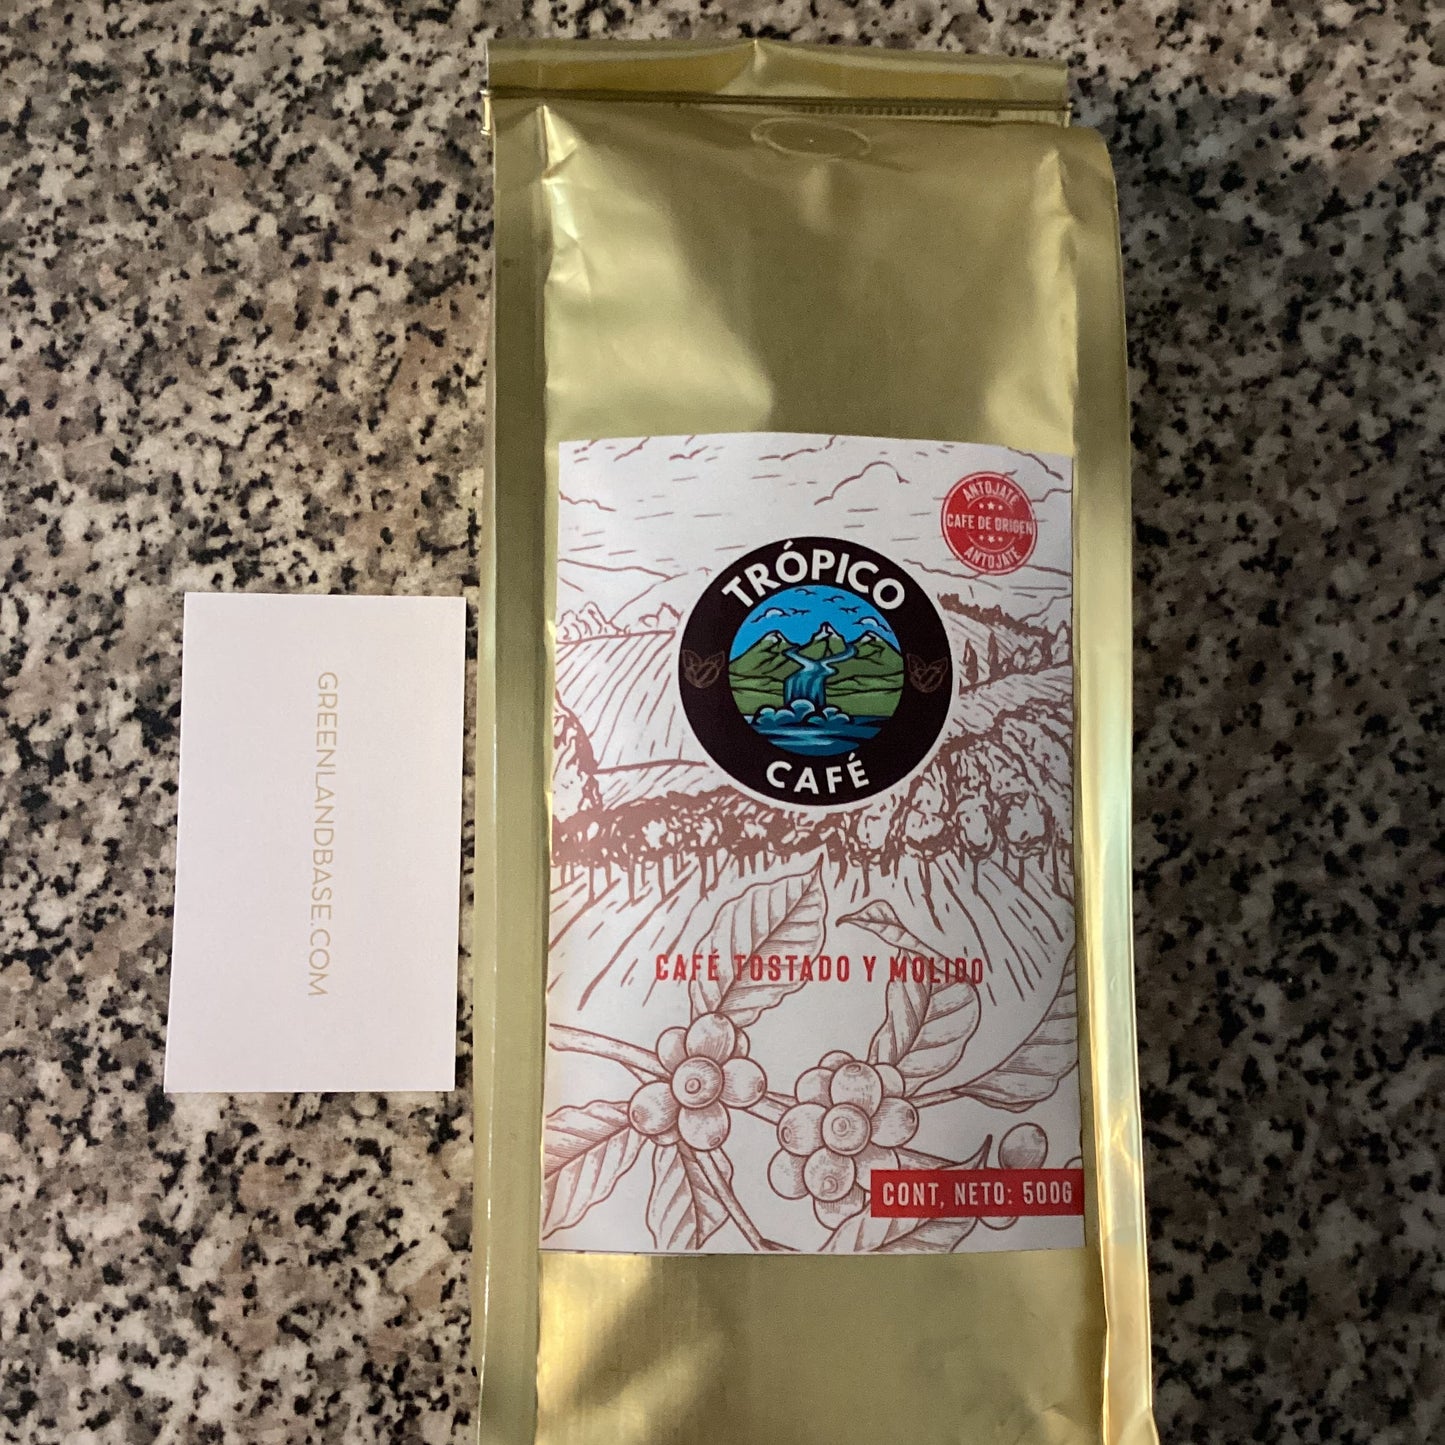 GREENLANDBASE.COM
ANTOJATE
CAFE DE ORIGEN
ANTOJATE
TRÓPICO
CAFÉ
CAFÉ TOSTADO Y MOLIDO
CONT, NETO: 500G